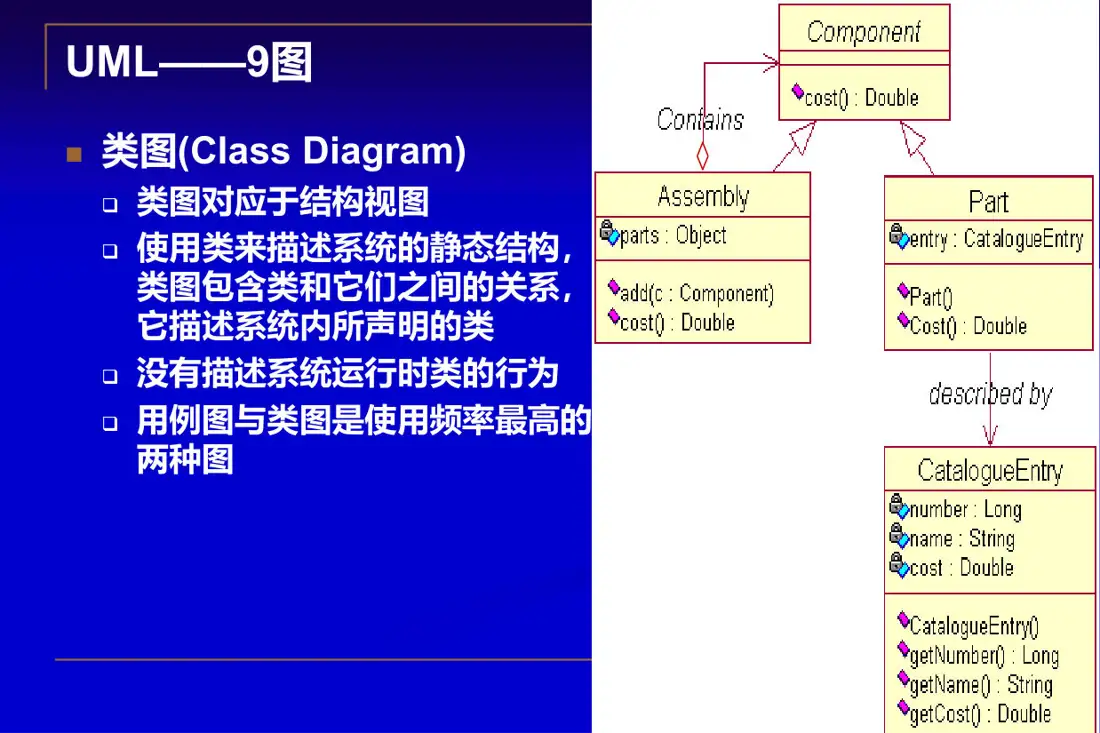 UML——9图
类图(Class Diagram)
类图对应于结构视图
使用类来描述系统的静态结构，
类图包含类和它们之间的关系，
它描述系统内所声明的类
没有描述系统运行时类的行为
用例图与类图是使用频率最高的
两种图
Component
cost() : Double
Contains
Assembly
parts : Object
add(c : Component)
cost() : Double
Part
entry : CatalogueEntry
Part()
Cost() : Double
described by
CatalogueEntry
number : Long
name : String
cost : Double
CatalogueEntry()
getNumber() : Long
getName() : String
getCost() : Double